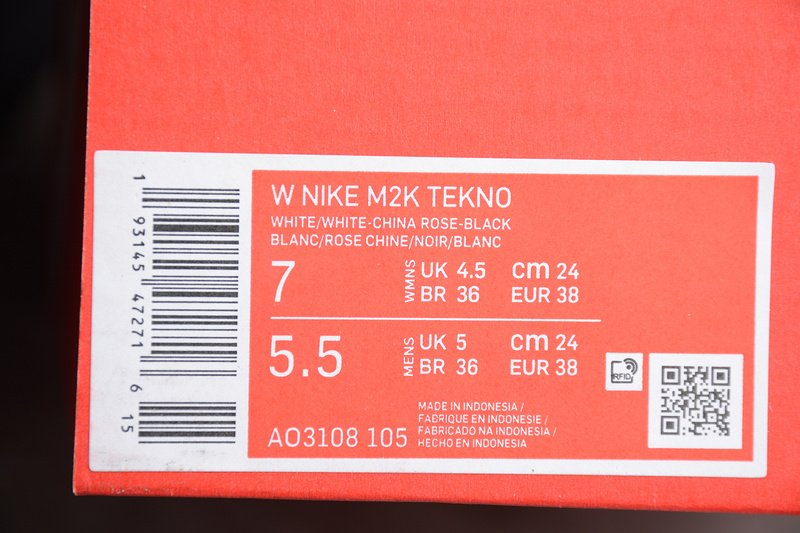 W NIKE M2K TEKNO
WHITE/WHITE-CHINA ROSE-BLACK
BLANC/ROSE CHINE/NOIR/BLANC
7 WMNS UK 4.5 cm 24
BR 36 EUR 38
5.5 MENS UK 5 cm 24
BR 36 EUR 38
RFID
MADE IN INDONESIA /
FABRIQUE EN INDONESIE /
FABRICADO NA INDONESIA /
HECHO EN INDONESIA
AO3108 105
1 93145 47271 6 15